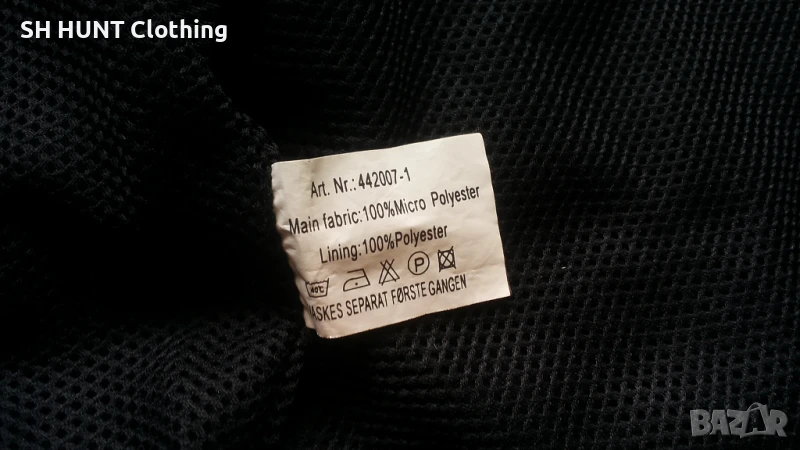 SH HUNT Clothing
Art. Nr.: 442007-1
Main fabric:100%Micro Polyester
Lining:100%Polyester
40°C P
SEPARAT FØRSTE GANGEN
BAZAR